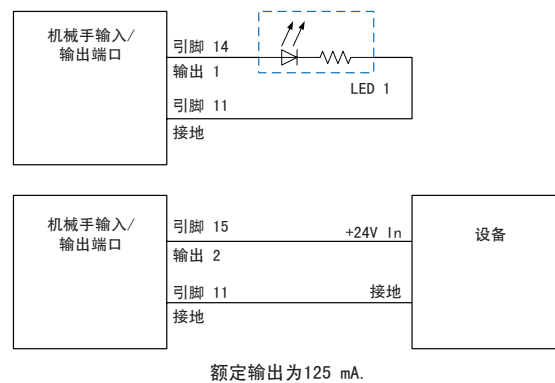 机械手输入/
输出端口
引脚 14
输出 1
LED 1
引脚 11
接地
机械手输入/
输出端口
引脚 15
+24V In
设备
输出 2
引脚 11
接地
接地
额定输出为125 mA.